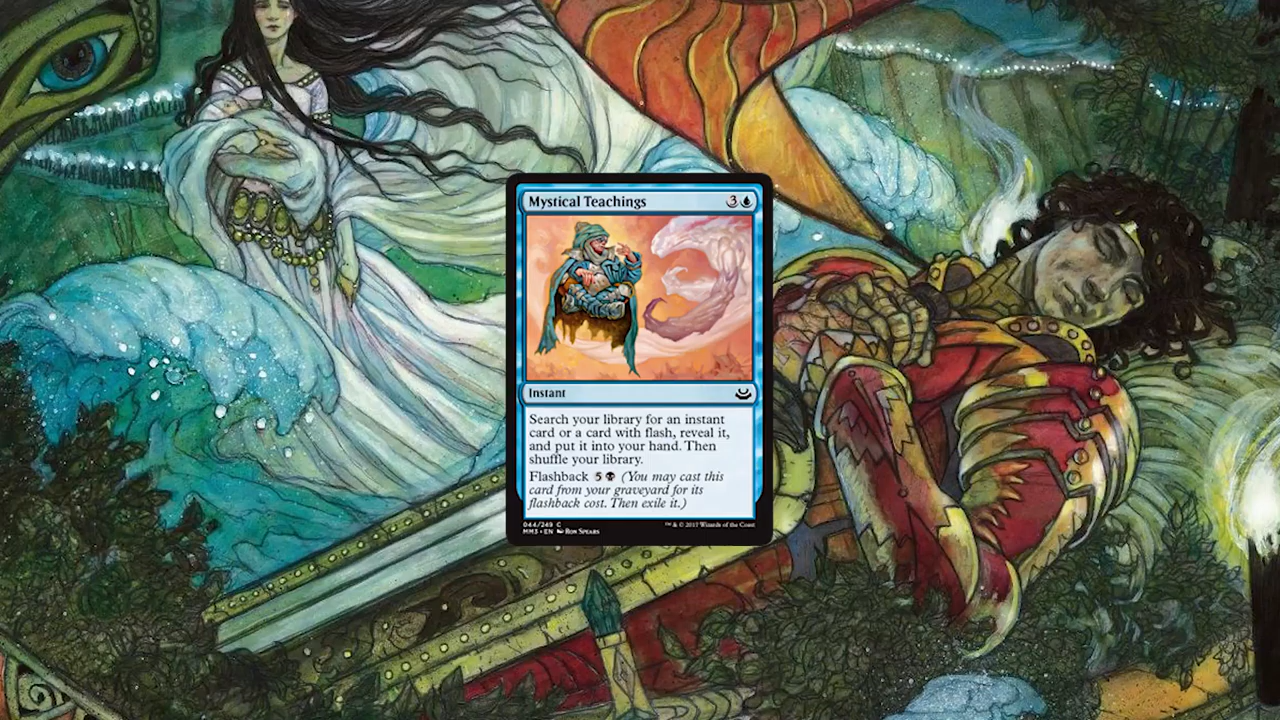 Mystical Teachings 3
Instant
Search your library for an instant
card or a card with flash, reveal it,
and put it into your hand. Then
shuffle your library.
Flashback 5 (You may cast this
card from your graveyard for its
flashback cost. Then exile it.)
044/249 C ™ & © 2017 Wizards of the Coast
MM3 • EN Ron Spears